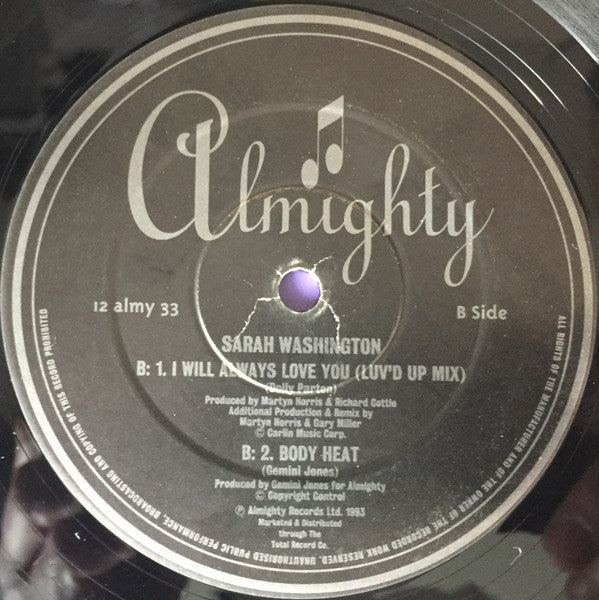 Almighty
12 almy 33
B Side
SARAH WASHINGTON
B: 1. I WILL ALWAYS LOVE YOU (LUV'D UP MIX)
(Dolly Parton)
Produced by Martyn Norris & Richard Cottle
Additional Production & Remix by
Martyn Norris & Gary Miller
© Carlin Music Corp.
B: 2. BODY HEAT
(Gemini Jones)
Produced by Gemini Jones for Almighty
© Copyright Control
℗ Almighty Records Ltd. 1993
Marketed & Distributed
through The
Total Record Co.
ALL RIGHTS OF THE MANUFACTURER AND OF THE OWNER OF THE RECORDED WORK RESERVED. UNAUTHORISED PUBLIC PERFORMANCE, BROADCASTING AND COPYING OF THIS RECORD PROHIBITED